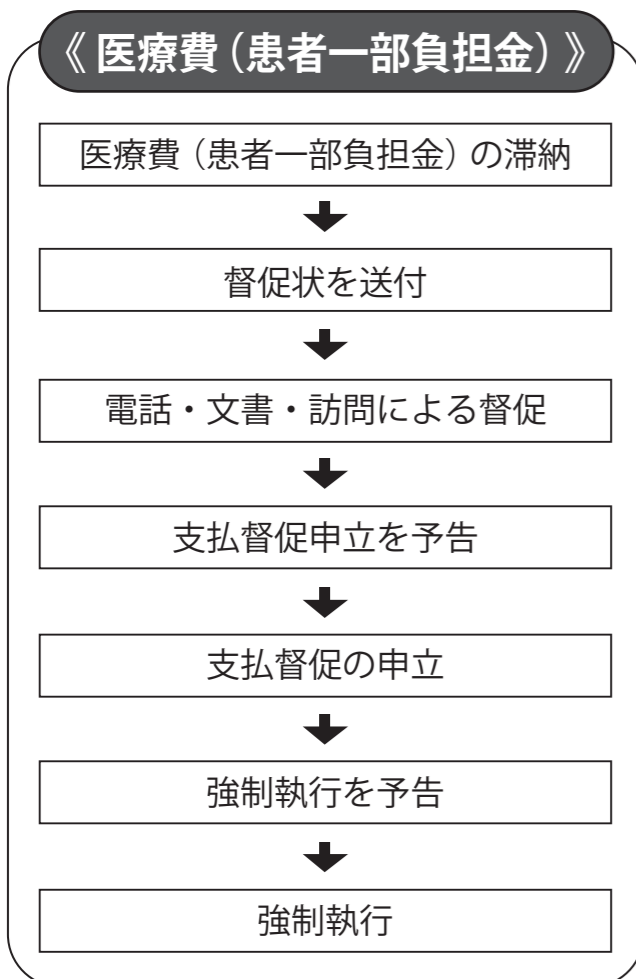 《 医療費（患者一部負担金）》
医療費（患者一部負担金）の滞納
督促状を送付
電話・文書・訪問による督促
支払督促申立を予告
支払督促の申立
強制執行を予告
強制執行